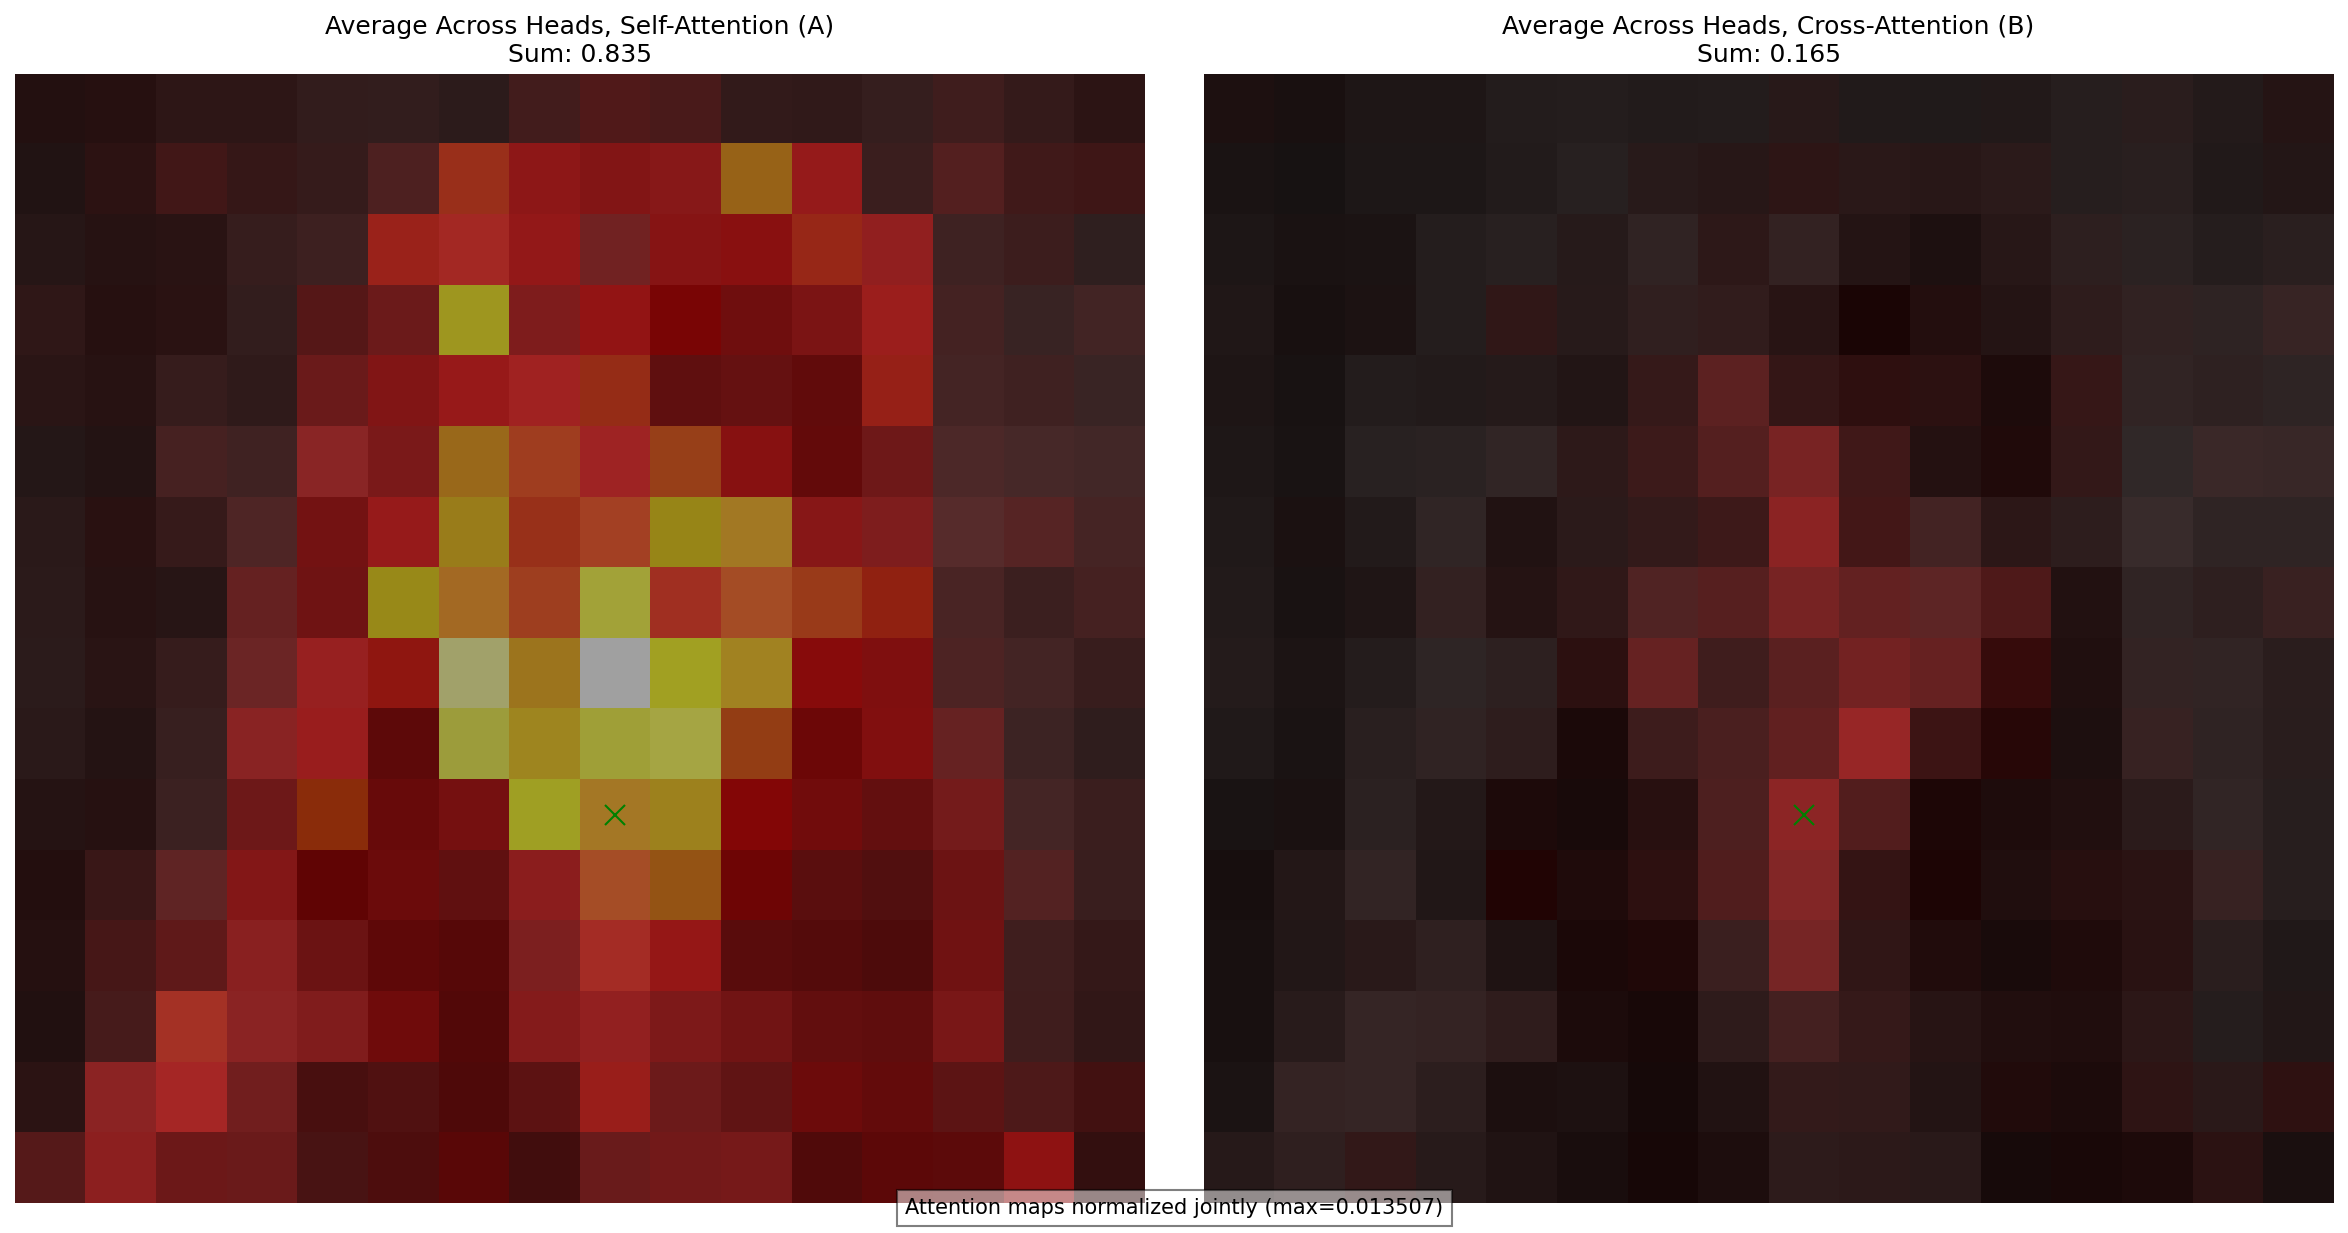 Average Across Heads, Self-Attention (A)
Sum: 0.835
Average Across Heads, Cross-Attention (B)
Sum: 0.165
Attention maps normalized jointly (max=0.013507)